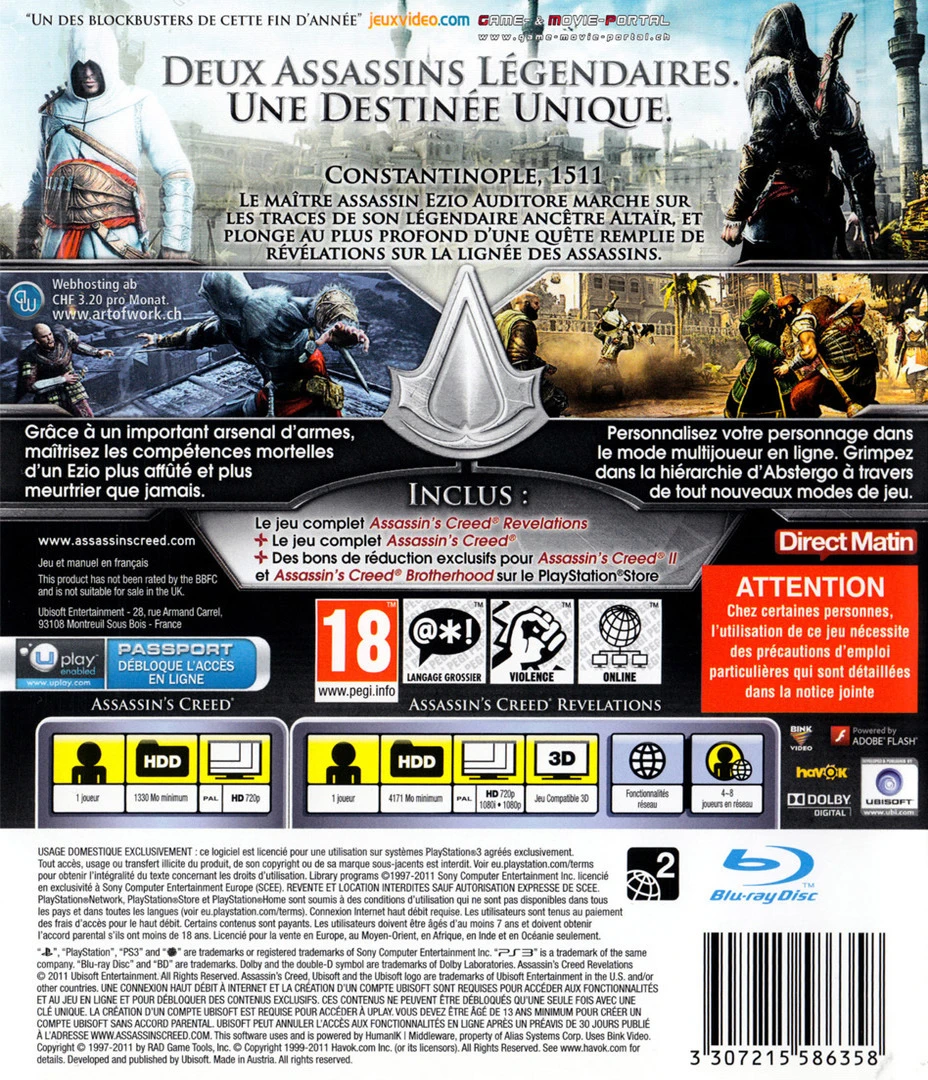 “UN DES BLOCKBUSTERS DE CETTE FIN D’ANNÉE” jeuxvideo.com GAME- & MOVIE-PORTAL
www.game-movie-portal.ch
DEUX ASSASSINS LÉGENDAIRES.
UNE DESTINÉE UNIQUE.
CONSTANTINOPLE, 1511
LE MAÎTRE ASSASSIN EZIO AUDITORE MARCHE SUR
LES TRACES DE SON LÉGENDAIRE ANCÊTRE ALTAÏR, ET
PLONGE AU PLUS PROFOND D’UNE QUÊTE REMPLIE DE
RÉVÉLATIONS SUR LA LIGNÉE DES ASSASSINS.
Webhosting ab
CHF 3.20 pro Monat.
www.artofwork.ch
Grâce à un important arsenal d’armes,
maîtrisez les compétences mortelles
d’un Ezio plus affûté et plus
meurtrier que jamais.
Personnalisez votre personnage dans
le mode multijoueur en ligne. Grimpez
dans la hiérarchie d’Abstergo à travers
de tout nouveaux modes de jeu.
INCLUS :
Le jeu complet Assassin’s Creed® Revelations
+ Le jeu complet Assassin’s Creed®
+ Des bons de réduction exclusifs pour Assassin’s Creed® II
et Assassin’s Creed® Brotherhood sur le PlayStation®Store
www.assassinscreed.com
Jeu et manuel en français
This product has not been rated by the BBFC
and is not suitable for sale in the UK.
Ubisoft Entertainment - 28, rue Armand Carrel,
93108 Montreuil Sous Bois - France
Direct Matin
ATTENTION
Chez certaines personnes,
l’utilisation de ce jeu nécessite
des précautions d’emploi
particulières qui sont détaillées
dans la notice jointe
Uplay
enabled
www.uplay.com
PASSPORT
DÉBLOQUE L’ACCÈS
EN LIGNE
18
www.pegi.info
@*!
LANGAGE GROSSIER
VIOLENCE
ONLINE
ASSASSIN’S CREED®
ASSASSIN’S CREED® REVELATIONS
1 joueur
HDD
1330 Mo minimum
PAL HD 720p
1 joueur
HDD
4171 Mo minimum
PAL HD 720p
1080i • 1080p
3D
Jeu Compatible 3D
Fonctionnalités
réseau
4-8
joueurs en réseau
BINK
VIDEO
Powered by
ADOBE® FLASH®
havok
DOLBY
DIGITAL
DEVELOPED & PUBLISHED BY
UBISOFT
www.ubi.com
USAGE DOMESTIQUE EXCLUSIVEMENT : ce logiciel est licencié pour une utilisation sur systèmes PlayStation®3 agréés exclusivement.
Tout accès, usage ou transfert illicite du produit, de son copyright ou de sa marque sous-jacents est interdit. Voir eu.playstation.com/terms
pour obtenir l’intégralité du texte concernant les droits d’utilisation. Library programs ©1997-2011 Sony Computer Entertainment Inc. licencié
en exclusivité à Sony Computer Entertainment Europe (SCEE). REVENTE ET LOCATION INTERDITES SAUF AUTORISATION EXPRESSE DE SCEE.
PlayStation®Network, PlayStation®Store et PlayStation®Home sont soumis à des conditions d’utilisation qui ne sont pas disponibles dans tous
les pays et dans toutes les langues (voir eu.playstation.com/terms). Connexion Internet haut débit requise. Les utilisateurs sont tenus au paiement
des frais d’accès pour le haut débit. Certains contenus sont payants. Les utilisateurs doivent être âgés d’au moins 7 ans et doivent obtenir
l’accord parental s’ils ont moins de 18 ans. Licencié pour la vente en Europe, au Moyen-Orient, en Afrique, en Inde et en Océanie seulement.
2
Blu-ray Disc™
“ ”, “PlayStation”, “PS3” and “ ” are trademarks or registered trademarks of Sony Computer Entertainment Inc. “PS3” is a trademark of the same
company. “Blu-ray Disc” and “BD” are trademarks. Dolby and the double-D symbol are trademarks of Dolby Laboratories. Assassin’s Creed Revelations
© 2011 Ubisoft Entertainment. All Rights Reserved. Assassin’s Creed, Ubisoft and the Ubisoft logo are trademarks of Ubisoft Entertainment in the U.S. and/or
other countries. UNE CONNEXION HAUT DÉBIT À INTERNET ET LA CRÉATION D’UN COMPTE UBISOFT SONT REQUISES POUR ACCÉDER AUX FONCTIONNALITÉS
ET AU JEU EN LIGNE ET POUR DÉBLOQUER DES CONTENUS EXCLUSIFS. CES CONTENUS NE PEUVENT ÊTRE DÉBLOQUÉS QU’UNE SEULE FOIS AVEC UNE
CLÉ UNIQUE. LA CRÉATION D’UN COMPTE UBISOFT EST REQUISE POUR ACCÉDER À UPLAY. VOUS DEVEZ ÊTRE ÂGÉ DE 13 ANS MINIMUM POUR CRÉER UN
COMPTE UBISOFT SANS ACCORD PARENTAL. UBISOFT PEUT ANNULER L’ACCÈS AUX FONCTIONNALITÉS EN LIGNE APRÈS UN PRÉAVIS DE 30 JOURS PUBLIÉ
À L’ADRESSE WWW.ASSASSINSCREED.COM. This software uses and is powered by HumanIK | Middleware, property of Alias Systems Corp. Uses Bink Video.
Copyright © 1997-2011 by RAD Game Tools, Inc. Copyright © 1999-2011 Havok.com Inc. (or its licensors). All Rights Reserved. See www.havok.com for
details. Developed and published by Ubisoft. Made in Austria. All rights reserved.
3 307215 586358